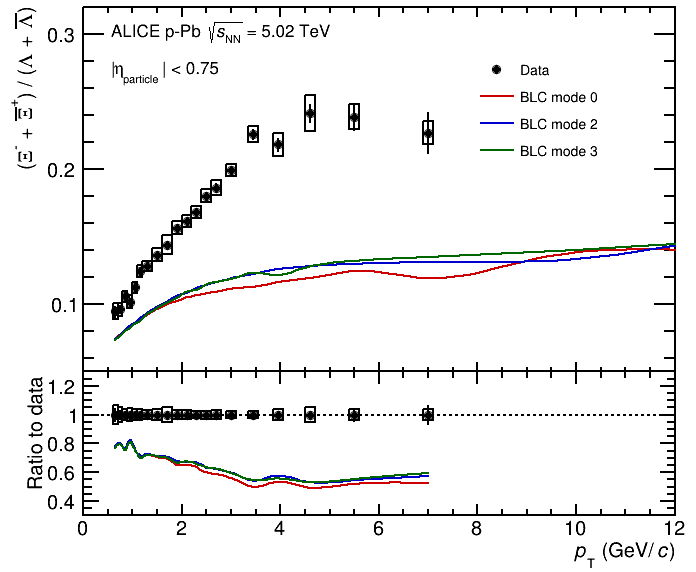 ALICE p-Pb √s_NN = 5.02 TeV
|η_particle| < 0.75
Data
BLC mode 0
BLC mode 2
BLC mode 3
(Ξ⁻ + Ξ̅⁺) / (Λ + Λ̅)
0.3
0.2
0.1
Ratio to data
1.2
1
0.8
0.6
0.4
0 2 4 6 8 10 12
p_T (GeV/c)